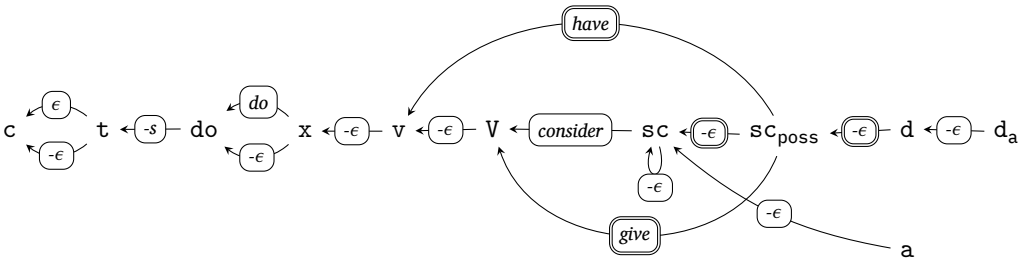 have
ϵ do
c t -s do x -ϵ v -ϵ V consider sc -ϵ sc_poss -ϵ d -ϵ d_a
-ϵ -ϵ
-ϵ
-ϵ
give
a